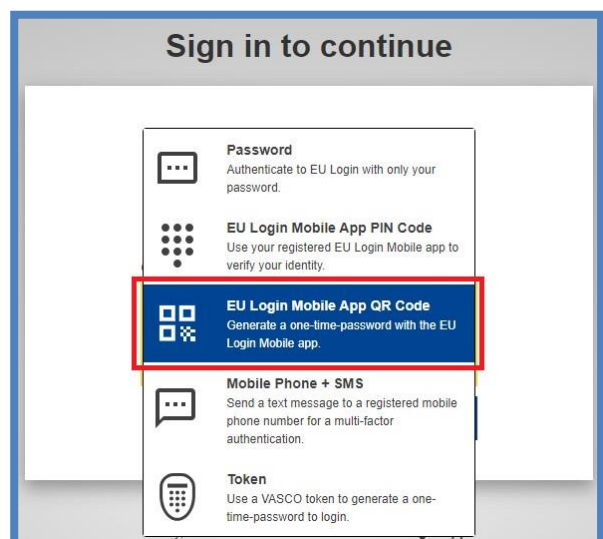 Sign in to continue
Password
Authenticate to EU Login with only your
password.
EU Login Mobile App PIN Code
Use your registered EU Login Mobile app to
verify your identity.
EU Login Mobile App QR Code
Generate a one-time-password with the EU
Login Mobile app.
Mobile Phone + SMS
Send a text message to a registered mobile
phone number for a multi-factor
authentication.
Token
Use a VASCO token to generate a one-
time-password to login.